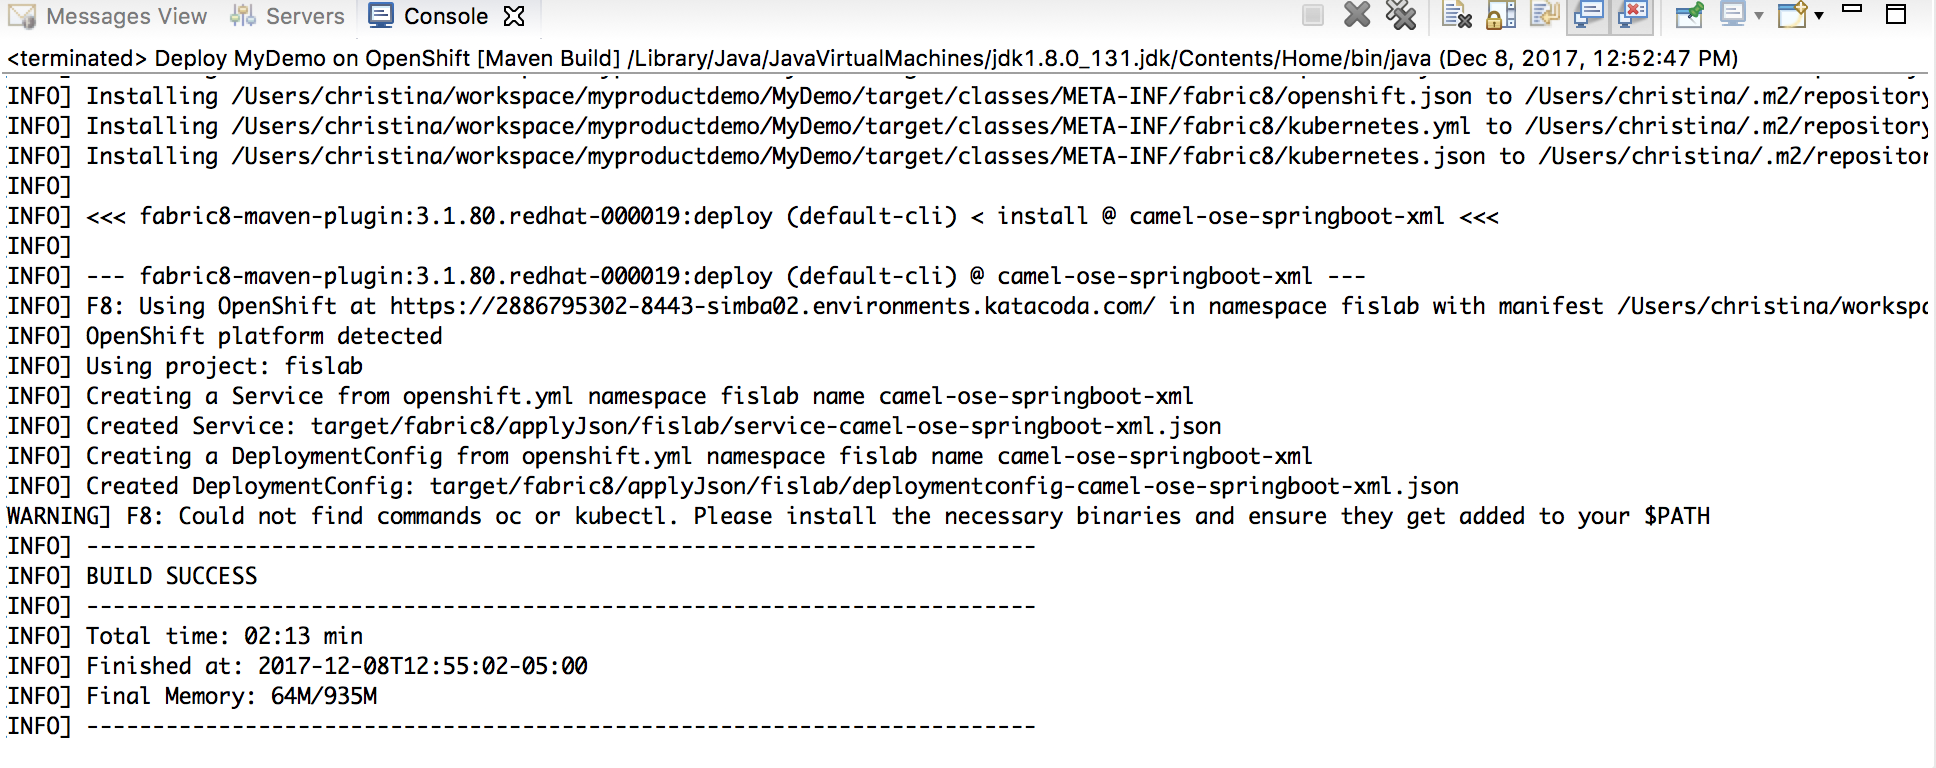 Messages View Servers Console
<terminated> Deploy MyDemo on OpenShift [Maven Build] /Library/Java/JavaVirtualMachines/jdk1.8.0_131.jdk/Contents/Home/bin/java (Dec 8, 2017, 12:52:47 PM)
[INFO] Installing /Users/christina/workspace/myproductdemo/MyDemo/target/classes/META-INF/fabric8/openshift.json to /Users/christina/.m2/repository
[INFO] Installing /Users/christina/workspace/myproductdemo/MyDemo/target/classes/META-INF/fabric8/kubernetes.yml to /Users/christina/.m2/repository
[INFO] Installing /Users/christina/workspace/myproductdemo/MyDemo/target/classes/META-INF/fabric8/kubernetes.json to /Users/christina/.m2/repositor
[INFO]
[INFO] <<< fabric8-maven-plugin:3.1.80.redhat-000019:deploy (default-cli) < install @ camel-ose-springboot-xml <<<
[INFO]
[INFO] --- fabric8-maven-plugin:3.1.80.redhat-000019:deploy (default-cli) @ camel-ose-springboot-xml ---
[INFO] F8: Using OpenShift at https://2886795302-8443-simba02.environments.katacoda.com/ in namespace fislab with manifest /Users/christina/workspa
[INFO] OpenShift platform detected
[INFO] Using project: fislab
[INFO] Creating a Service from openshift.yml namespace fislab name camel-ose-springboot-xml
[INFO] Created Service: target/fabric8/applyJson/fislab/service-camel-ose-springboot-xml.json
[INFO] Creating a DeploymentConfig from openshift.yml namespace fislab name camel-ose-springboot-xml
[INFO] Created DeploymentConfig: target/fabric8/applyJson/fislab/deploymentconfig-camel-ose-springboot-xml.json
WARNING] F8: Could not find commands oc or kubectl. Please install the necessary binaries and ensure they get added to your $PATH
[INFO] ------------------------------------------------------------------------
[INFO] BUILD SUCCESS
[INFO] ------------------------------------------------------------------------
[INFO] Total time: 02:13 min
[INFO] Finished at: 2017-12-08T12:55:02-05:00
[INFO] Final Memory: 64M/935M
[INFO] ------------------------------------------------------------------------